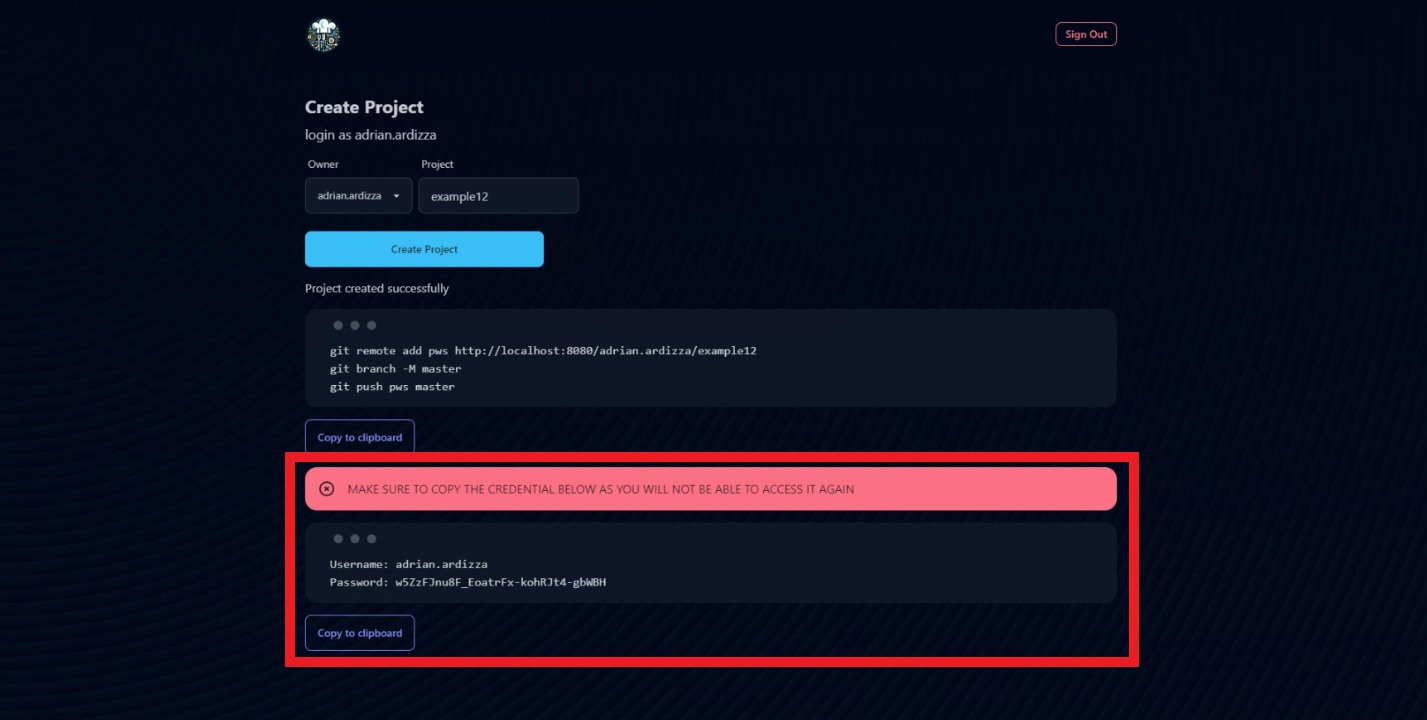 Sign Out
Create Project
login as adrian.ardizza
Owner Project
adrian.ardizza example12
Create Project
Project created successfully
git remote add pws http://localhost:8080/adrian.ardizza/example12
git branch -M master
git push pws master
Copy to clipboard
MAKE SURE TO COPY THE CREDENTIAL BELOW AS YOU WILL NOT BE ABLE TO ACCESS IT AGAIN
Username: adrian.ardizza
Password: w5ZzFJnu8F_EoatrFx-kohRJt4-gbWBH
Copy to clipboard